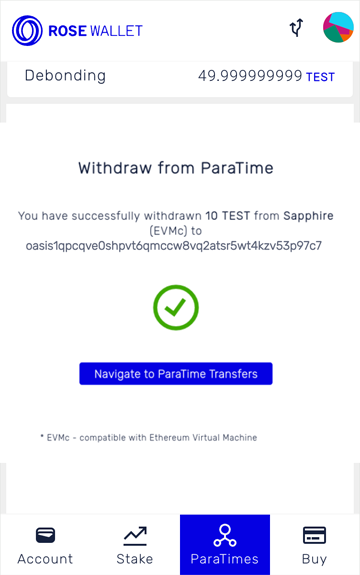 ROSE WALLET
Debonding 49.999999999 TEST
Withdraw from ParaTime
You have successfully withdrawn 10 TEST from Sapphire
(EVMc) to
oasis1qpcqve0shpvt6qmccw8vq2atsr5wt4kzv53p97c7
Navigate to ParaTime Transfers
* EVMc - compatible with Ethereum Virtual Machine
Account Stake ParaTimes Buy